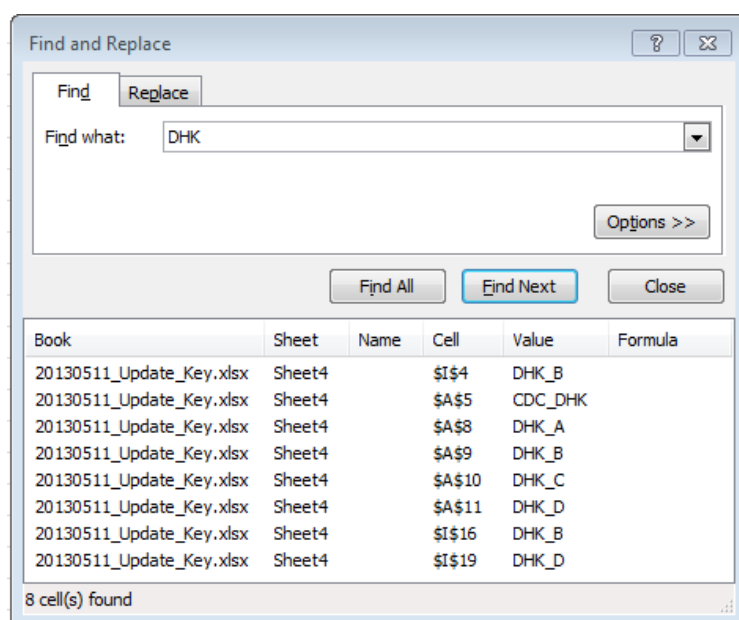 Find and Replace
Find Replace
Find what: DHK
Options >>
Find All Find Next Close
Book Sheet Name Cell Value Formula
20130511_Update_Key.xlsx Sheet4 $I$4 DHK_B
20130511_Update_Key.xlsx Sheet4 $A$5 CDC_DHK
20130511_Update_Key.xlsx Sheet4 $A$8 DHK_A
20130511_Update_Key.xlsx Sheet4 $A$9 DHK_B
20130511_Update_Key.xlsx Sheet4 $A$10 DHK_C
20130511_Update_Key.xlsx Sheet4 $A$11 DHK_D
20130511_Update_Key.xlsx Sheet4 $I$16 DHK_B
20130511_Update_Key.xlsx Sheet4 $I$19 DHK_D
8 cell(s) found